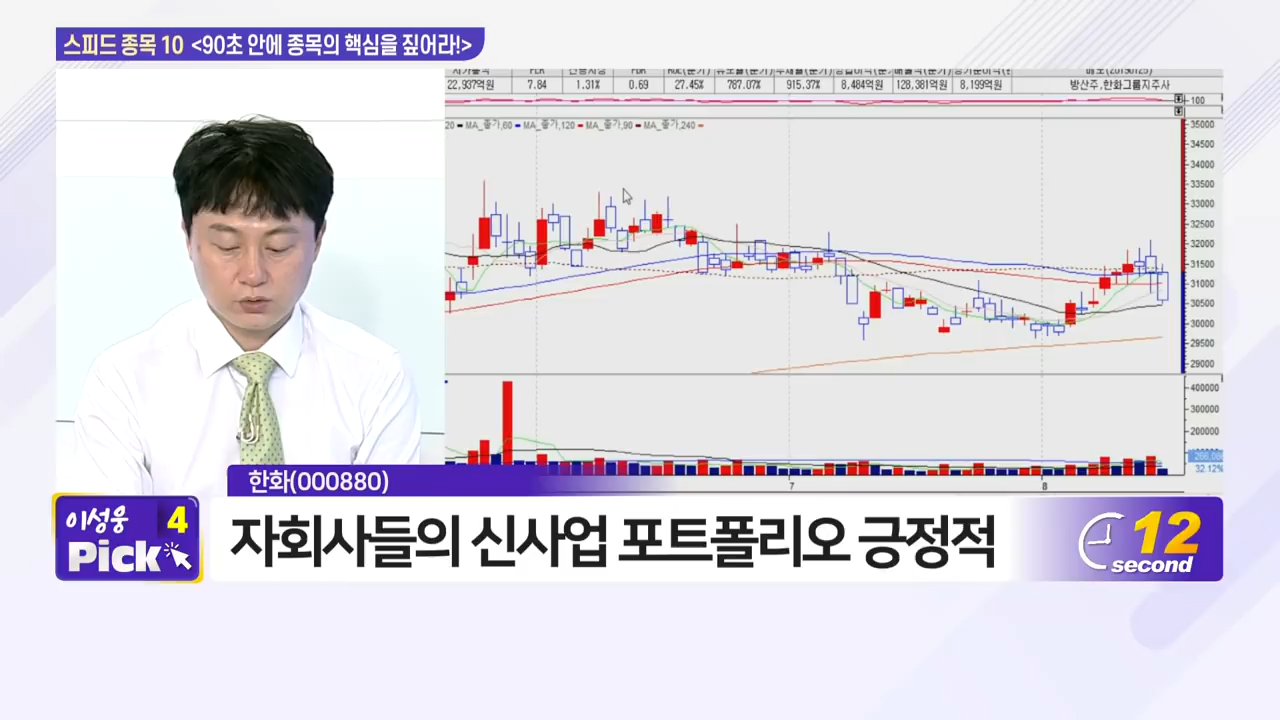 스피드 종목 10 <90초 안에 종목의 핵심을 짚어라!>
22,937억원 7.84 1.31% 0.69 27.45% 787.07% 915.37% 8,484억원 128,381억원 8,199억원 방산주,한화그룹지주사
100
20 MA_종가,60 MA_종가,120 MA_종가,90 MA_종가,240
35000
34500
34000
33500
33000
32500
32000
31500
31000
30500
30000
29500
29000
400000
300000
200000
32.12%
7 8
한화(000880)
이성웅 4
Pick
자회사들의 신사업 포트폴리오 긍정적
12
second